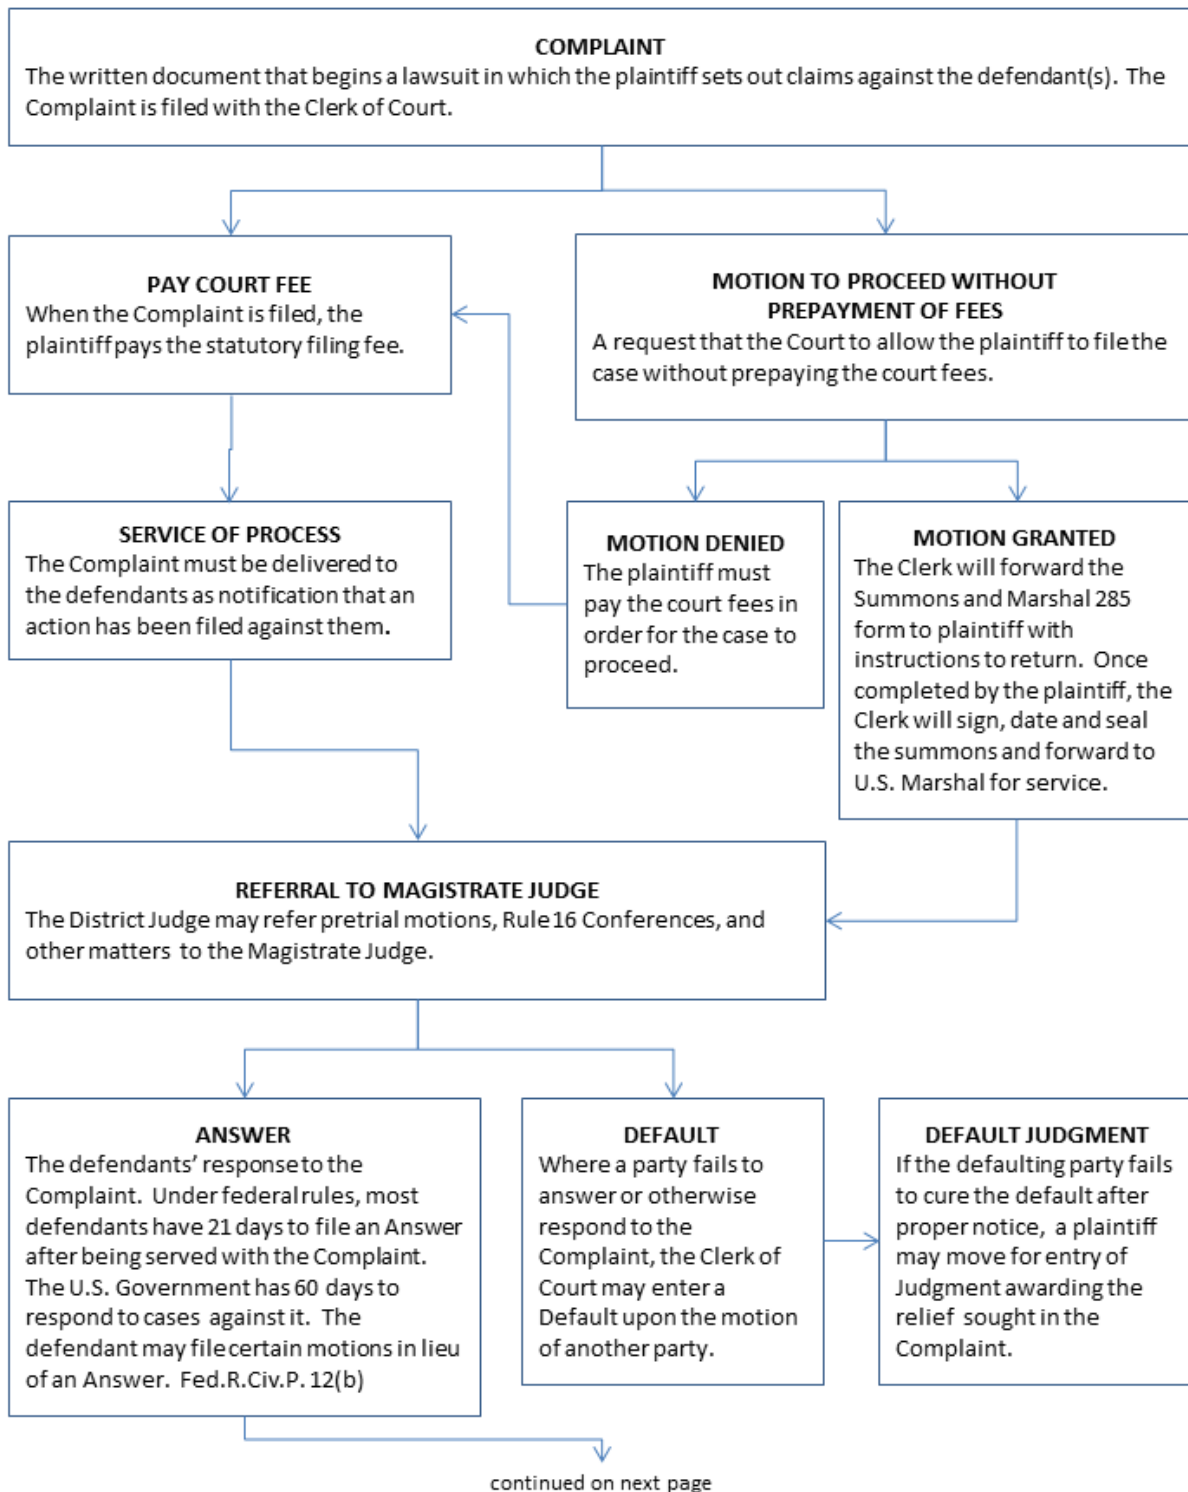 COMPLAINT
The written document that begins a lawsuit in which the plaintiff sets out claims against the defendant(s). The
Complaint is filed with the Clerk of Court.
PAY COURT FEE
When the Complaint is filed, the
plaintiff pays the statutory filing fee.
MOTION TO PROCEED WITHOUT
PREPAYMENT OF FEES
A request that the Court to allow the plaintiff to file the
case without prepaying the court fees.
SERVICE OF PROCESS
The Complaint must be delivered to
the defendants as notification that an
action has been filed against them.
MOTION DENIED
The plaintiff must
pay the court fees in
order for the case to
proceed.
MOTION GRANTED
The Clerk will forward the
Summons and Marshal 285
form to plaintiff with
instructions to return. Once
completed by the plaintiff, the
Clerk will sign, date and seal
the summons and forward to
U.S. Marshal for service.
REFERRAL TO MAGISTRATE JUDGE
The District Judge may refer pretrial motions, Rule 16 Conferences, and
other matters to the Magistrate Judge.
ANSWER
The defendants' response to the
Complaint. Under federal rules, most
defendants have 21 days to file an Answer
after being served with the Complaint.
The U.S. Government has 60 days to
respond to cases against it. The
defendant may file certain motions in lieu
of an Answer. Fed.R.Civ.P. 12(b)
DEFAULT
Where a party fails to
answer or otherwise
respond to the
Complaint, the Clerk of
Court may enter a
Default upon the motion
of another party.
DEFAULT JUDGMENT
If the defaulting party fails
to cure the default after
proper notice, a plaintiff
may move for entry of
Judgment awarding the
relief sought in the
Complaint.
continued on next page